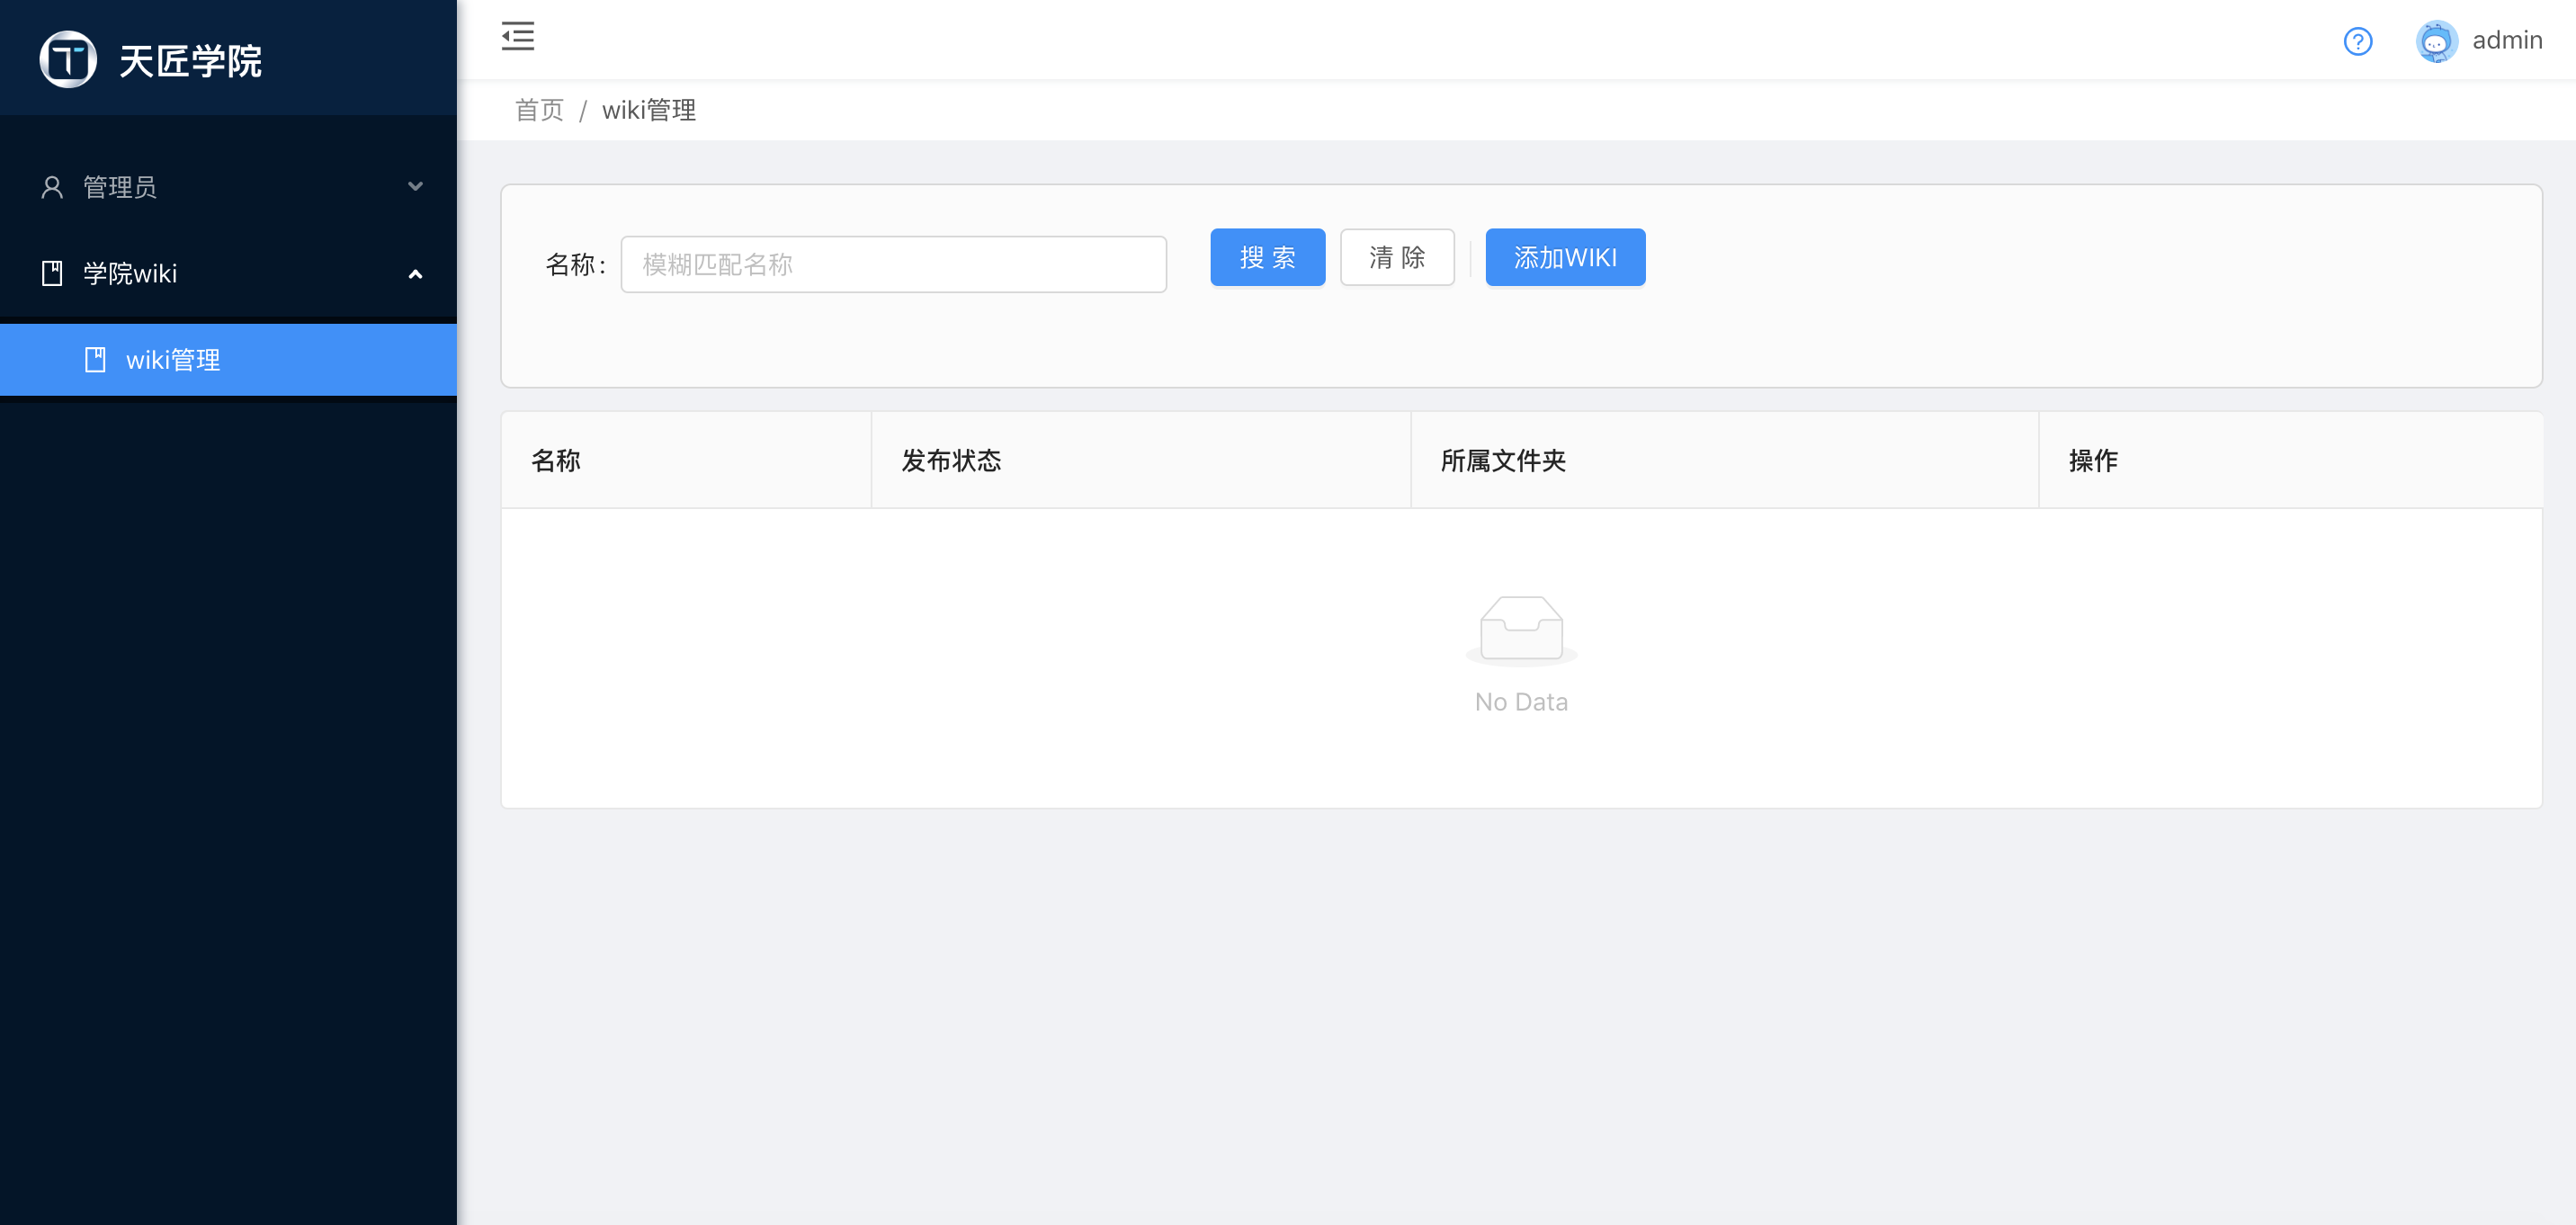 天匠学院
admin
首页 / wiki管理
管理员
学院wiki
wiki管理
名称：
模糊匹配名称
搜 索
清 除
添加WIKI
名称
发布状态
所属文件夹
操作
No Data